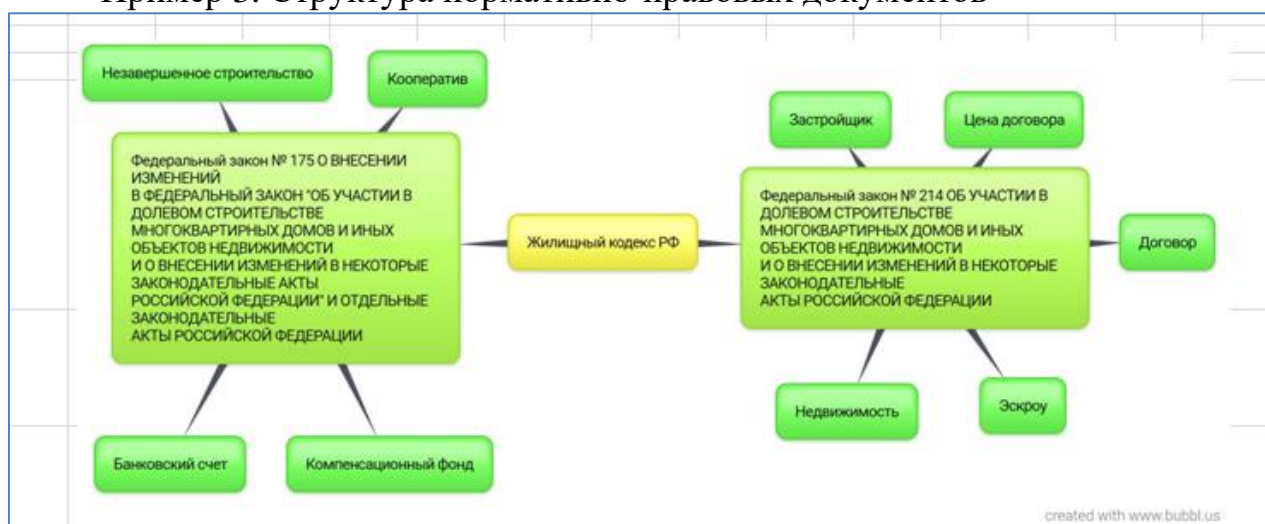 Пример 3. Структура нормативно-правовых документов
Незавершенное строительство
Кооператив
Федеральный закон № 175 О ВНЕСЕНИИ
ИЗМЕНЕНИЙ
В ФЕДЕРАЛЬНЫЙ ЗАКОН "ОБ УЧАСТИИ В
ДОЛЕВОМ СТРОИТЕЛЬСТВЕ
МНОГОКВАРТИРНЫХ ДОМОВ И ИНЫХ
ОБЪЕКТОВ НЕДВИЖИМОСТИ
И О ВНЕСЕНИИ ИЗМЕНЕНИЙ В НЕКОТОРЫЕ
ЗАКОНОДАТЕЛЬНЫЕ АКТЫ
РОССИЙСКОЙ ФЕДЕРАЦИИ" И ОТДЕЛЬНЫЕ
ЗАКОНОДАТЕЛЬНЫЕ
АКТЫ РОССИЙСКОЙ ФЕДЕРАЦИИ
Банковский счет
Компенсационный фонд
Жилищный кодекс РФ
Застройщик
Цена договора
Федеральный закон № 214 ОБ УЧАСТИИ В
ДОЛЕВОМ СТРОИТЕЛЬСТВЕ
МНОГОКВАРТИРНЫХ ДОМОВ И ИНЫХ
ОБЪЕКТОВ НЕДВИЖИМОСТИ
И О ВНЕСЕНИИ ИЗМЕНЕНИЙ В НЕКОТОРЫЕ
ЗАКОНОДАТЕЛЬНЫЕ
АКТЫ РОССИЙСКОЙ ФЕДЕРАЦИИ
Договор
Недвижимость
Эскроу
created with www.bubbl.us